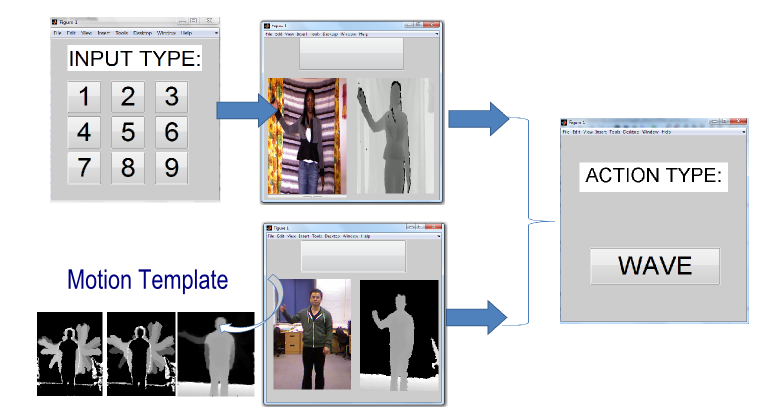 Figure 1
File Edit View Insert Tools Desktop Window Help
INPUT TYPE:
1 2 3
4 5 6
7 8 9
Figure 1
File Edit View Insert Tools Desktop Window Help
Figure 1
File Edit View Insert Tools Desktop Window Help
Motion Template
Figure 1
File Edit View Insert Tools Desktop Window Help
ACTION TYPE:
WAVE